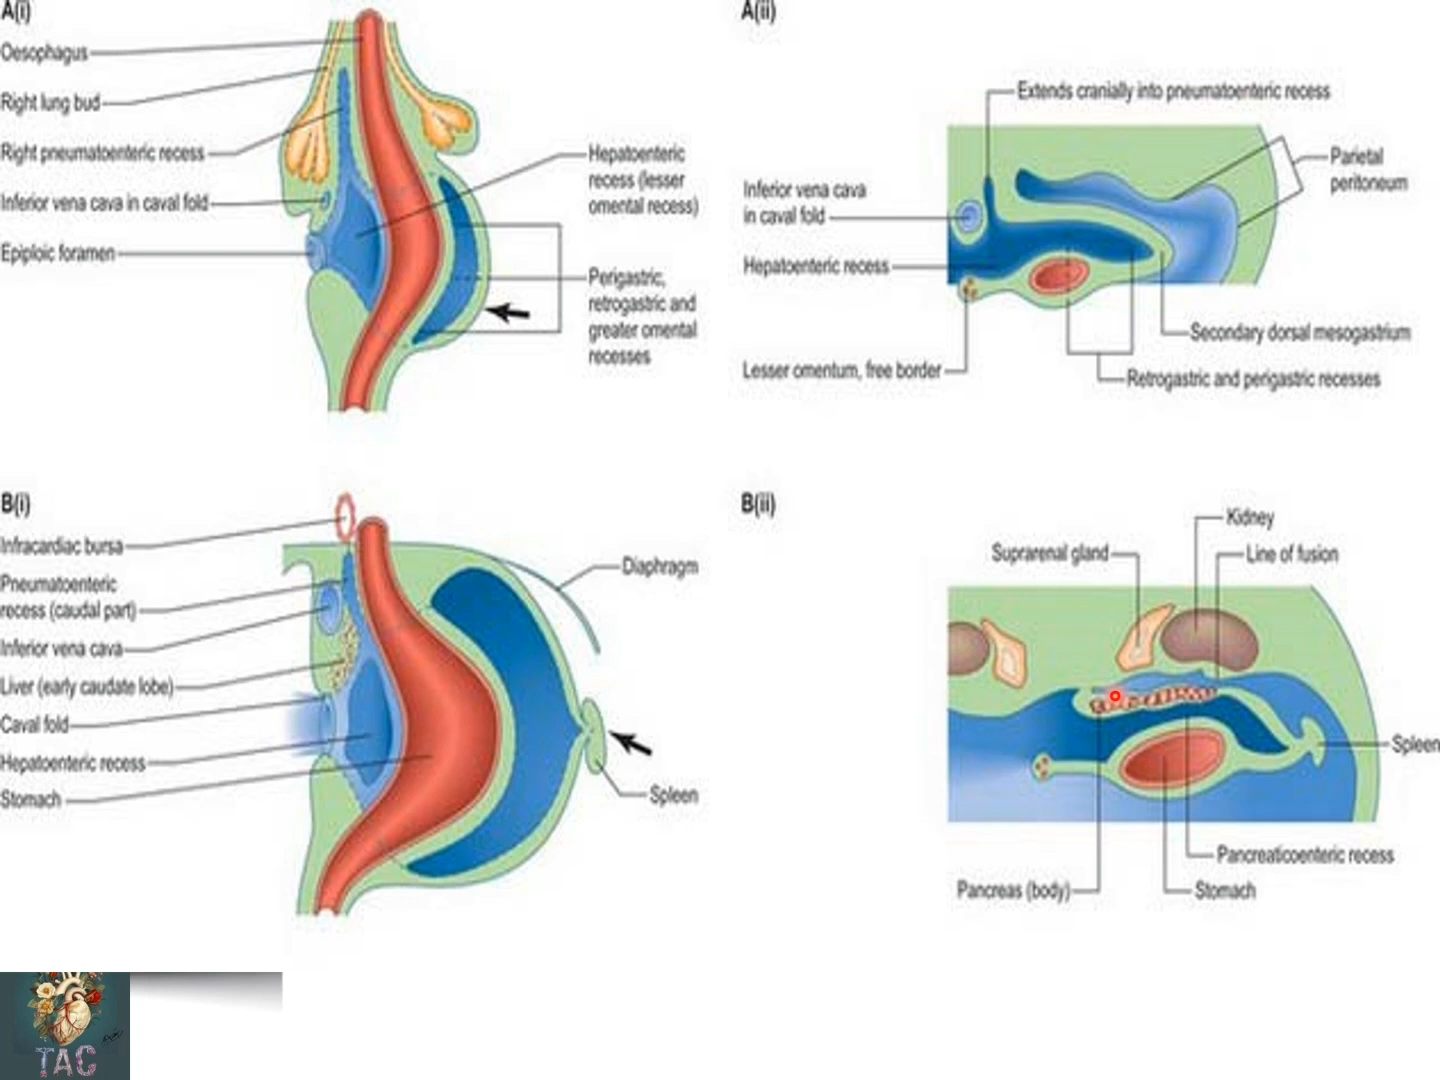 A(i)
Oesophagus
Right lung bud
Right pneumatoenteric recess
Inferior vena cava in caval fold
Epiploic foramen
Hepatoenteric
recess (lesser
omental recess)
Perigastric,
retrogastric and
greater omental
recesses
A(ii)
Extends cranially into pneumatoenteric recess
Parietal
peritoneum
Inferior vena cava
in caval fold
Hepatoenteric recess
Lesser omentum, free border
Secondary dorsal mesogastrium
Retrogastric and perigastric recesses
B(i)
Infracardiac bursa
Pneumatoenteric
recess (caudal part)
Inferior vena cava
Liver (early caudate lobe)
Caval fold
Hepatoenteric recess
Stomach
Diaphragm
Spleen
B(ii)
Kidney
Suprarenal gland
Line of fusion
Spleen
Pancreaticoenteric recess
Pancreas (body)
Stomach
TAC